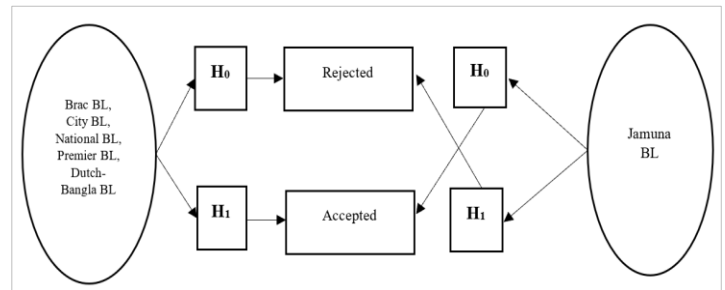 Brac BL,
City BL,
National BL,
Premier BL,
Dutch-
Bangla BL
H₀
Rejected
H₀
H₁
Accepted
H₁
Jamuna
BL